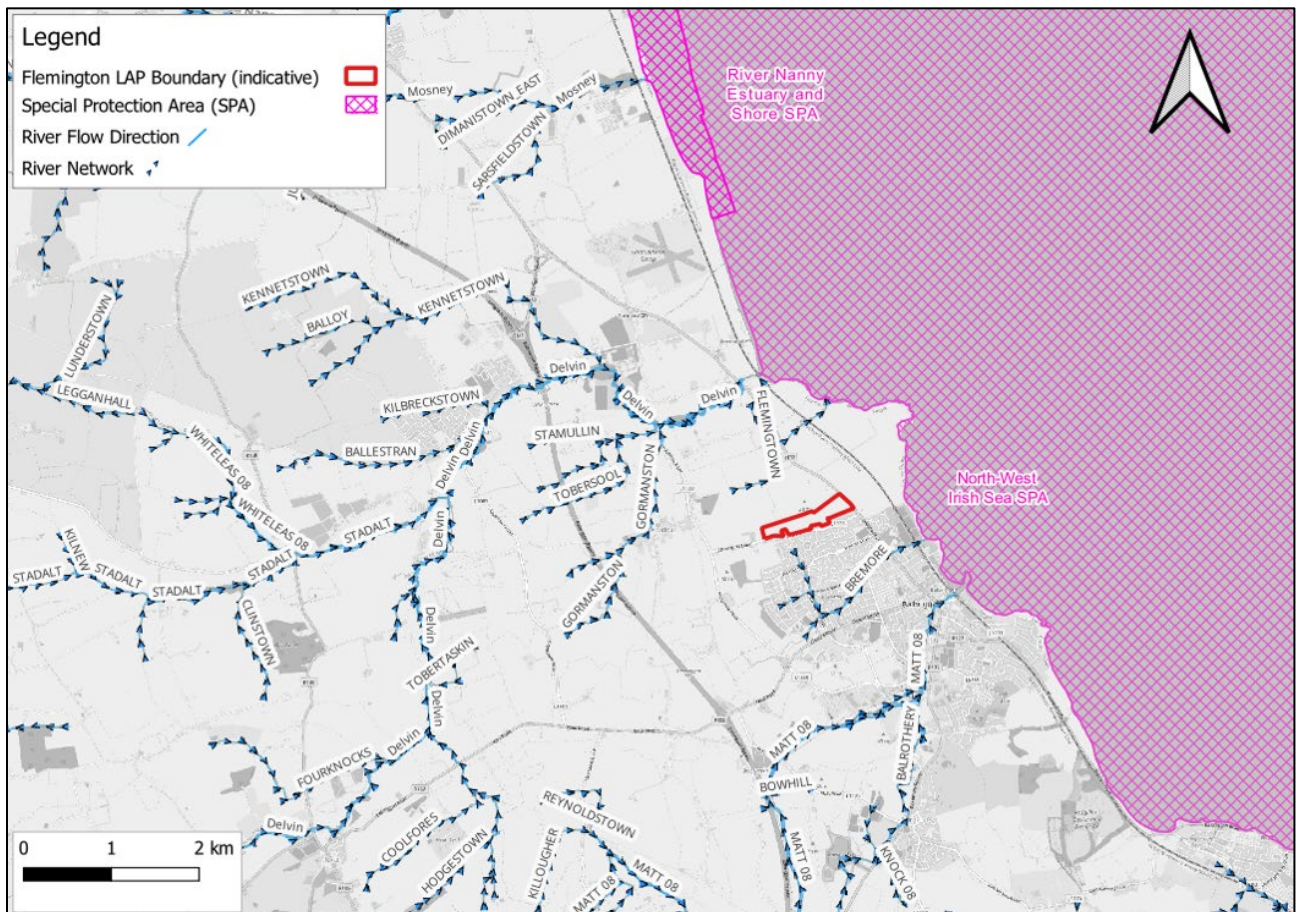 Legend
Flemington LAP Boundary (indicative)
Special Protection Area (SPA)
River Flow Direction
River Network
River Nanny
Estuary and
Shore SPA
Mosney
Mosney
DIMANISTOWN_EAST
SARSFIELDSTOWN
KENNETSTOWN
KENNETSTOWN
BALLOY
LUNDERSTOWN
LEGGANHALL
Delvin
Delvin
Delvin
KILBRECKSTOWN
FLEMINGTOWN
STAMULLIN
BALLESTRAN
Delvin
Delvin
WHITELEAS 08
TOBERSOOL
GORMANSTON
North-West
Irish Sea SPA
WHITELEAS 08
STADALT
Delvin
KILNEW
STADALT
STADALT
STADALT
STADALT
BREMORE
GORMANSTON
CLINSTOWN
Delvin
TOBERTASKIN
MATT 08
Delvin
FOURKNOCKS
Delvin
MATT 08
BALROTHERY
BOWHILL
REYNOLDSTOWN
Delvin
COOLFORES
HODGESTOWN
KILLOUGHER
MATT 08
MATT 08
MATT 08
KNOCK 08
0 1 2 km